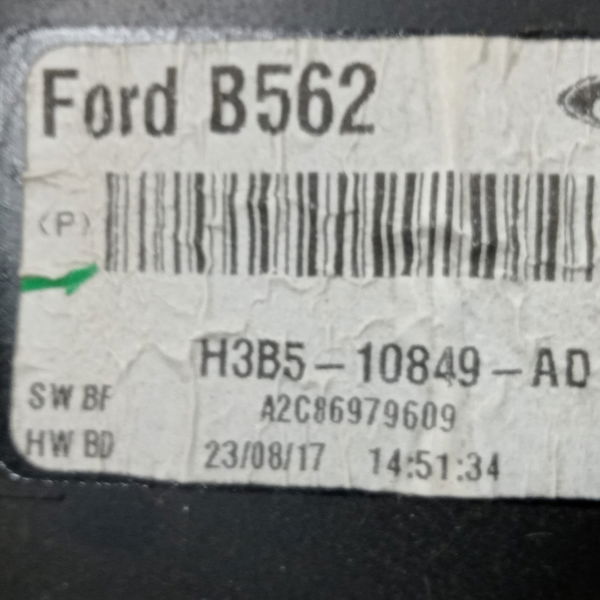 Ford B562
(P)
H3B5-10849-AD
SW BF
A2C86979609
HW BD
23/08/17 14:51:34